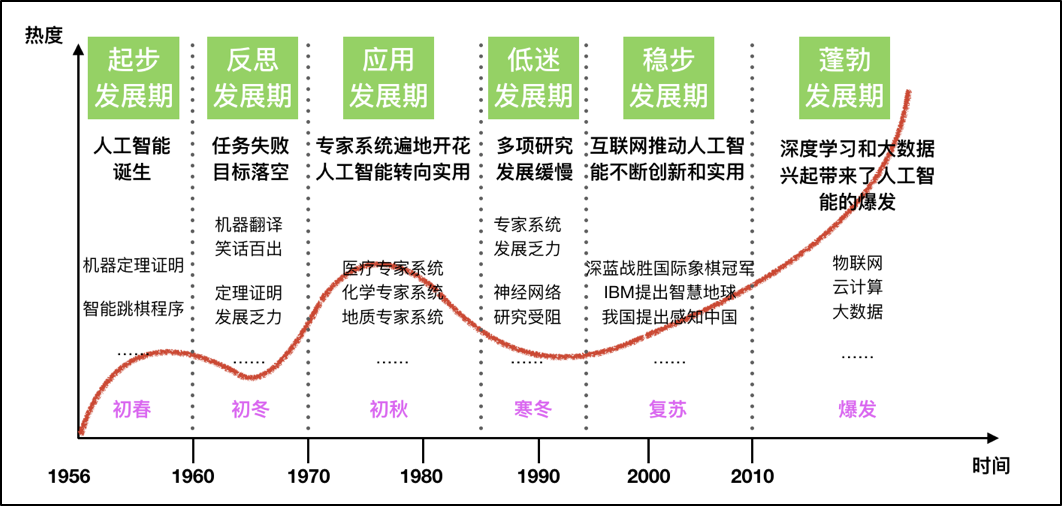 热度
起步
发展期
人工智能
诞生
机器定理证明
智能跳棋程序
......
初春
反思
发展期
任务失败
目标落空
机器翻译
笑话百出
定理证明
发展乏力
......
初冬
应用
发展期
专家系统遍地开花
人工智能转向实用
医疗专家系统
化学专家系统
地质专家系统
......
初秋
低迷
发展期
多项研究
发展缓慢
专家系统
发展乏力
神经网络
研究受阻
......
寒冬
稳步
发展期
互联网推动人工智
能不断创新和实用
深蓝战胜国际象棋冠军
IBM提出智慧地球
我国提出感知中国
......
复苏
蓬勃
发展期
深度学习和大数据
兴起带来了人工智
能的爆发
物联网
云计算
大数据
......
爆发
1956
1960
1970
1980
1990
2000
2010
时间